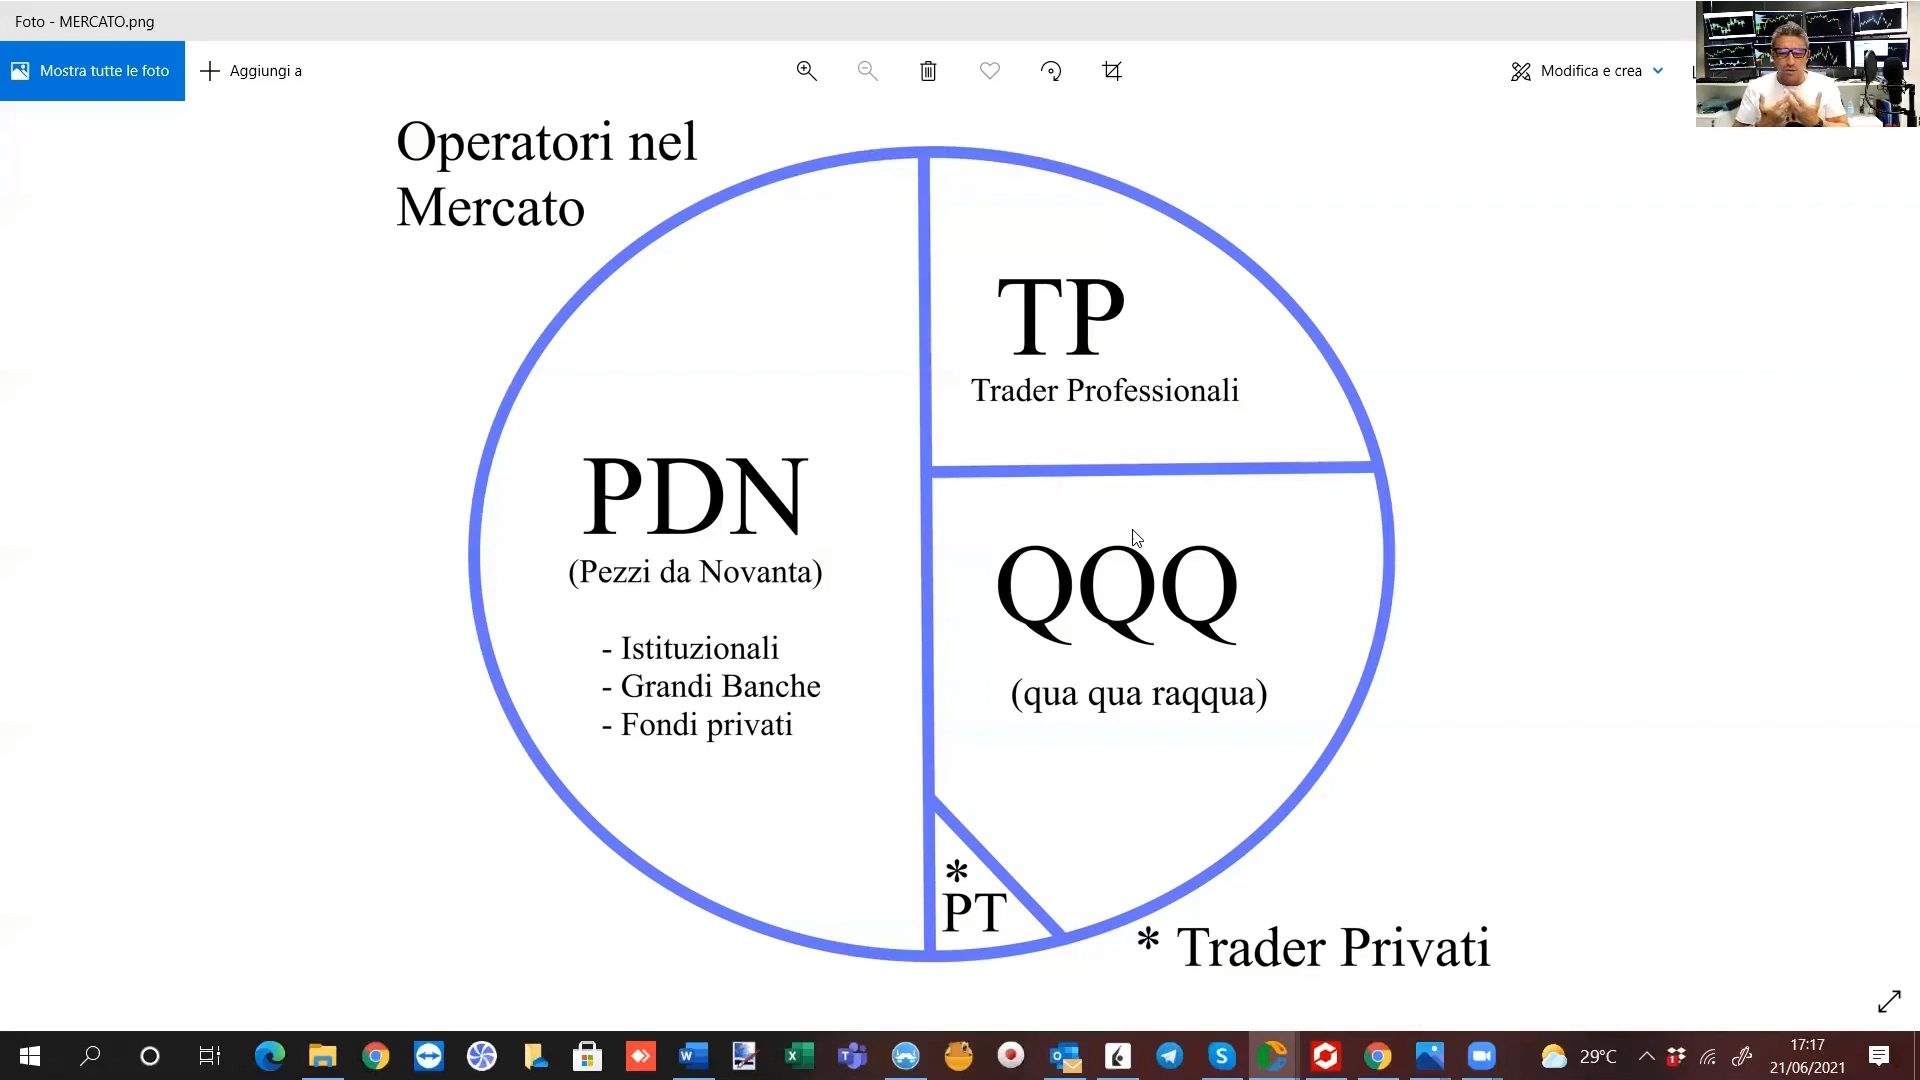 Foto - MERCATO.png
Mostra tutte le foto
Aggiungi a
Modifica e crea
Operatori nel
Mercato
TP
Trader Professionali
PDN
(Pezzi da Novanta)
- Istituzionali
- Grandi Banche
- Fondi privati
QQQ
(qua qua raqqua)
*
PT
* Trader Privati
29°C
17:17
21/06/2021